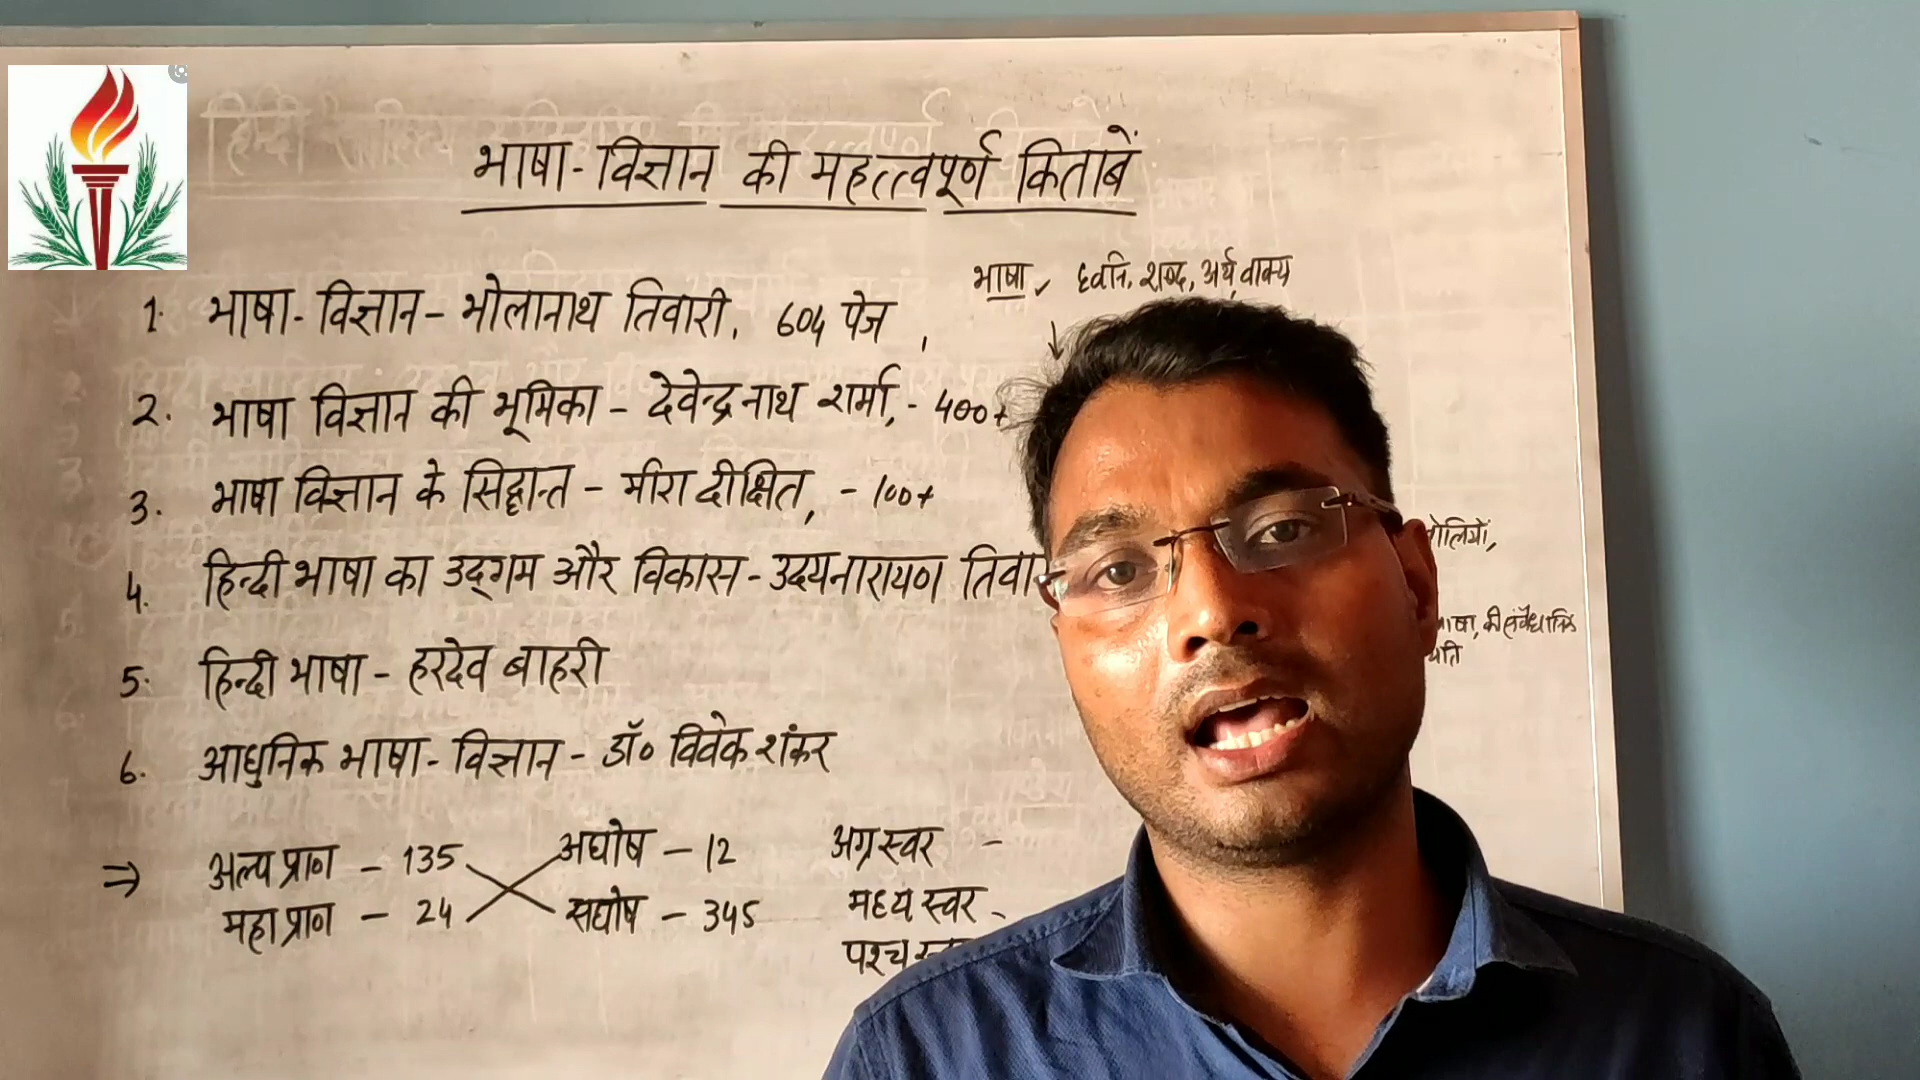 भाषा-विज्ञान की महत्त्वपूर्ण किताबें
भाषा ✓ ध्वनि, शब्द, अर्थ, वाक्य
↓
1. भाषा-विज्ञान - भोलानाथ तिवारी, 604 पेज,
2. भाषा विज्ञान की भूमिका - देवेन्द्रनाथ शर्मा, - 400+
3. भाषा विज्ञान के सिद्धान्त - मीरा दीक्षित, - 100+
4. हिन्दी भाषा का उद्गम और विकास - उदयनारायण
5. हिन्दी भाषा - हरदेव बाहरी
6. आधुनिक भाषा-विज्ञान - डॉ० विवेक शंकर
⇒ अल्प प्राण - 135 अघोष - 12 अग्र स्वर -
महा प्राण - 24 सघोष - 345 मध्य स्वर -
पश्च